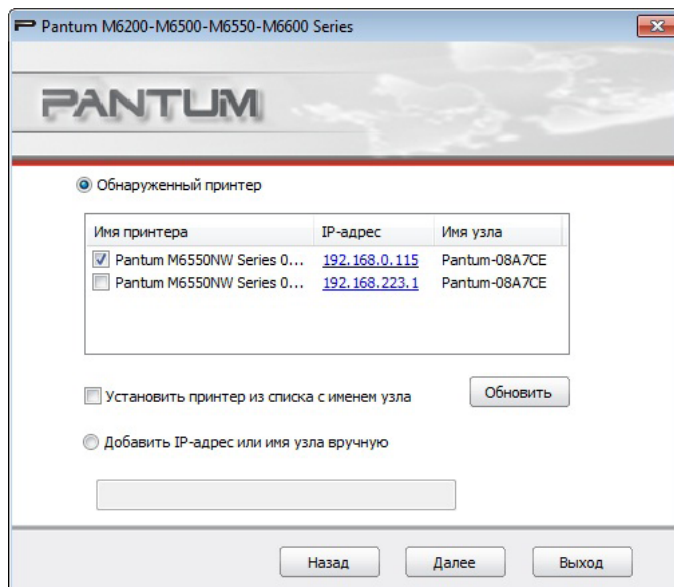 Pantum M6200-M6500-M6550-M6600 Series
PANTUM
Обнаруженный принтер
Имя принтера IP-адрес Имя узла
Pantum M6550NW Series 0... 192.168.0.115 Pantum-08A7CE
Pantum M6550NW Series 0... 192.168.223.1 Pantum-08A7CE
Установить принтер из списка с именем узла Обновить
Добавить IP-адрес или имя узла вручную
Назад Далее Выход